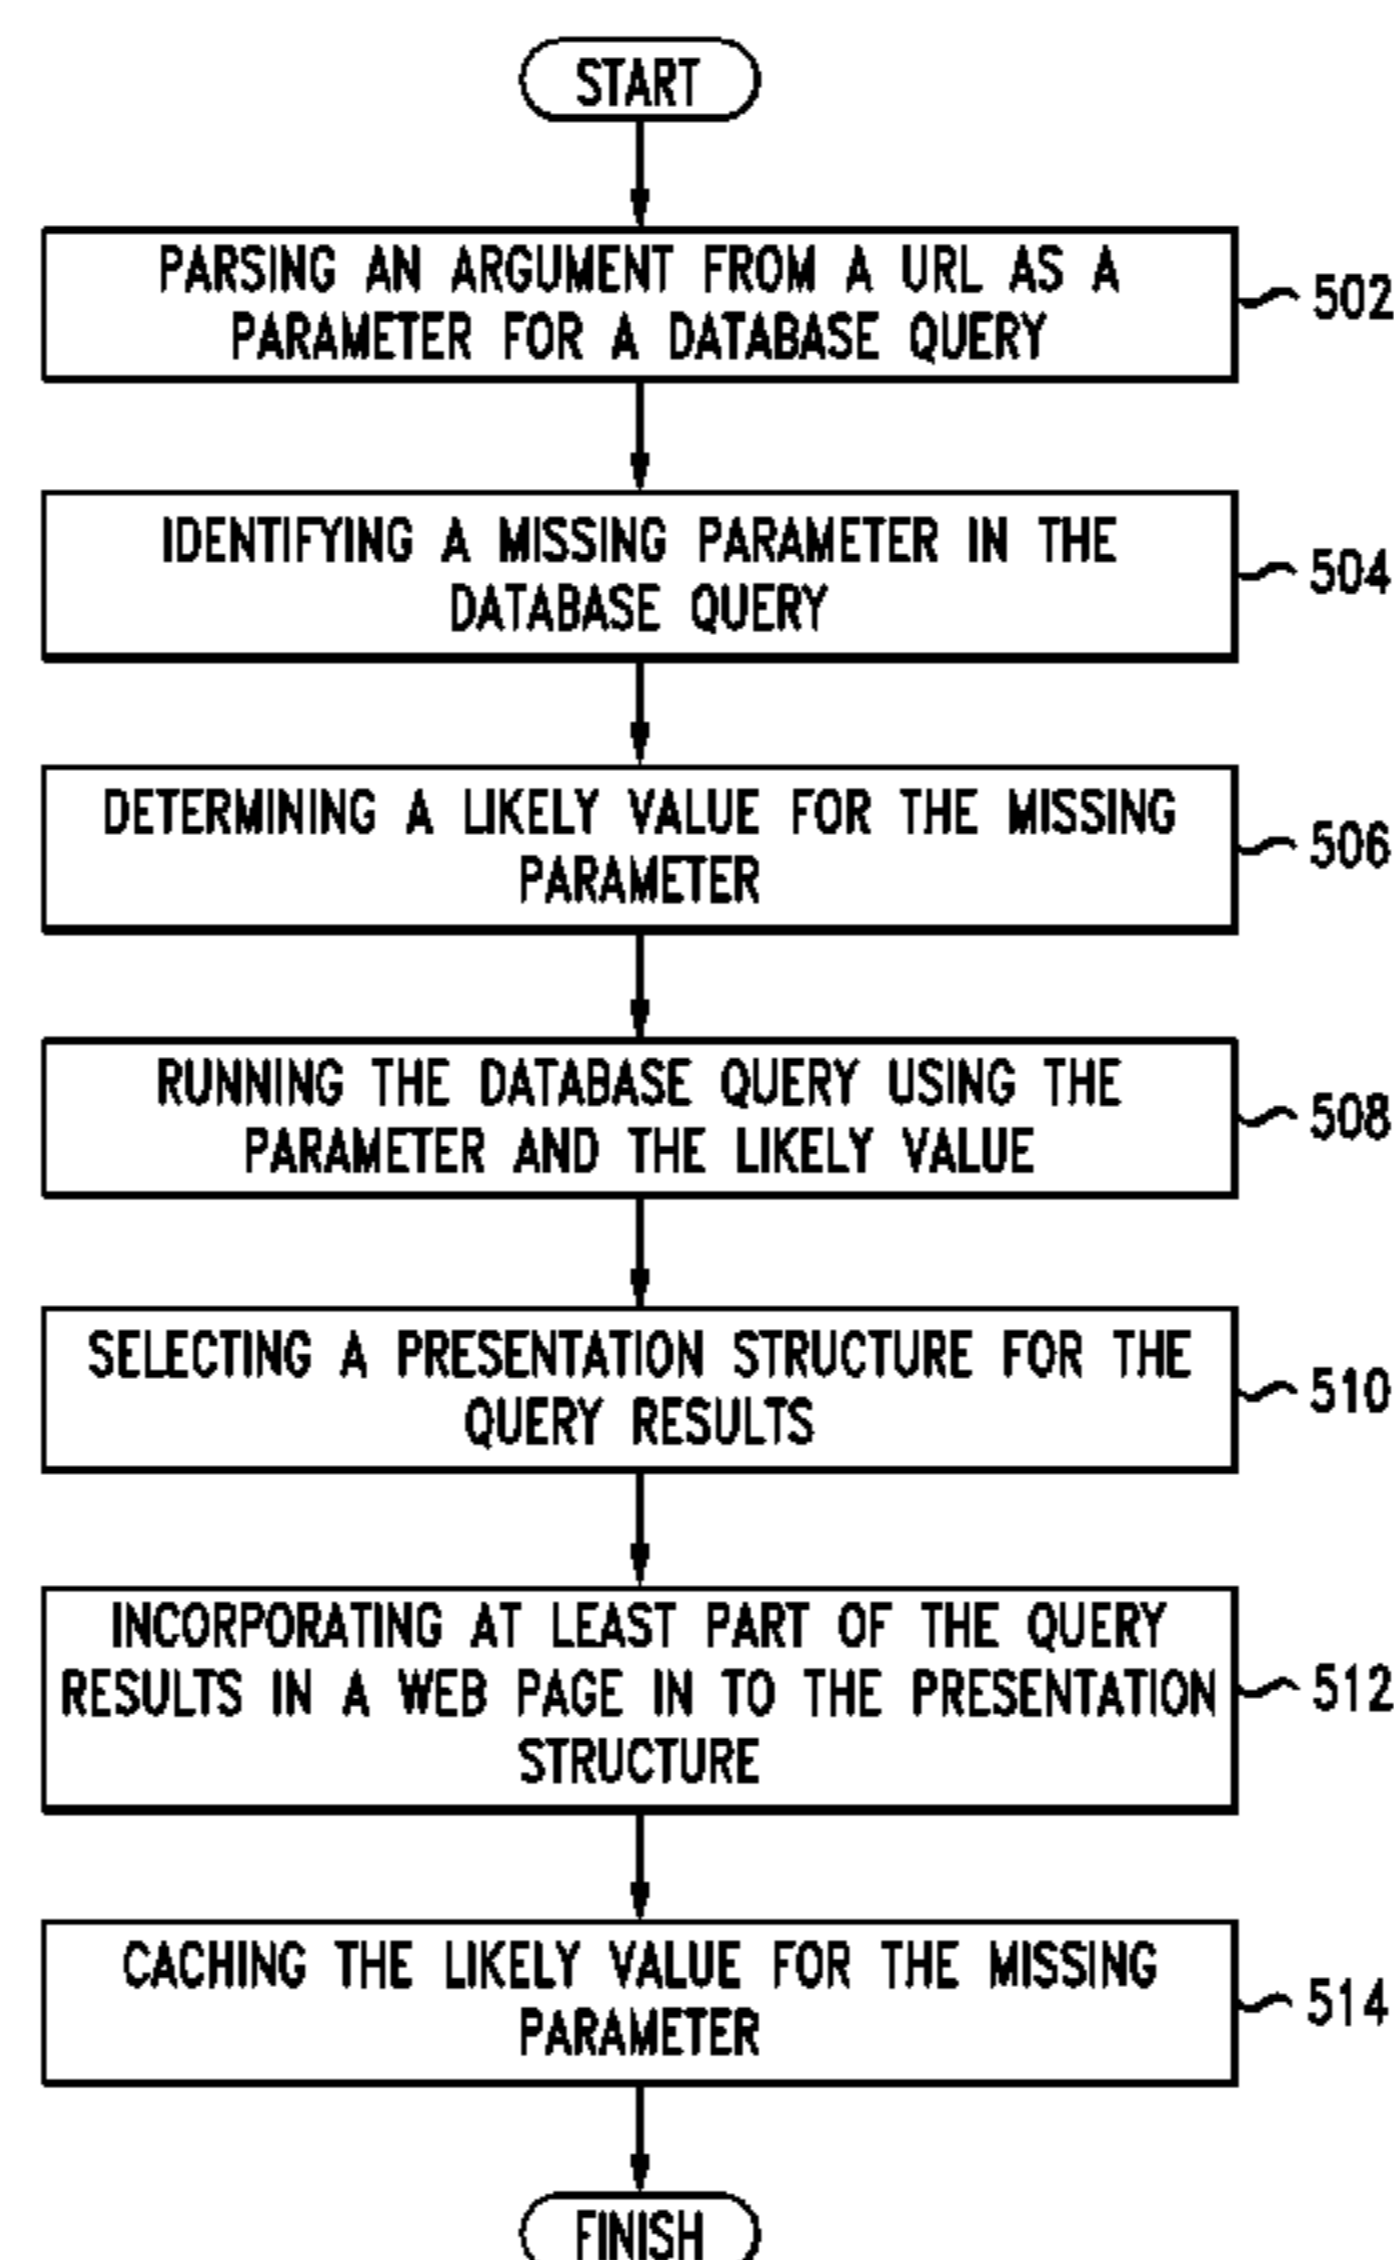 START
PARSING AN ARGUMENT FROM A URL AS A
PARAMETER FOR A DATABASE QUERY
502
IDENTIFYING A MISSING PARAMETER IN THE
DATABASE QUERY
504
DETERMINING A LIKELY VALUE FOR THE MISSING
PARAMETER
506
RUNNING THE DATABASE QUERY USING THE
PARAMETER AND THE LIKELY VALUE
508
SELECTING A PRESENTATION STRUCTURE FOR THE
QUERY RESULTS
510
INCORPORATING AT LEAST PART OF THE QUERY
RESULTS IN A WEB PAGE IN TO THE PRESENTATION
STRUCTURE
512
CACHING THE LIKELY VALUE FOR THE MISSING
PARAMETER
514
FINISH